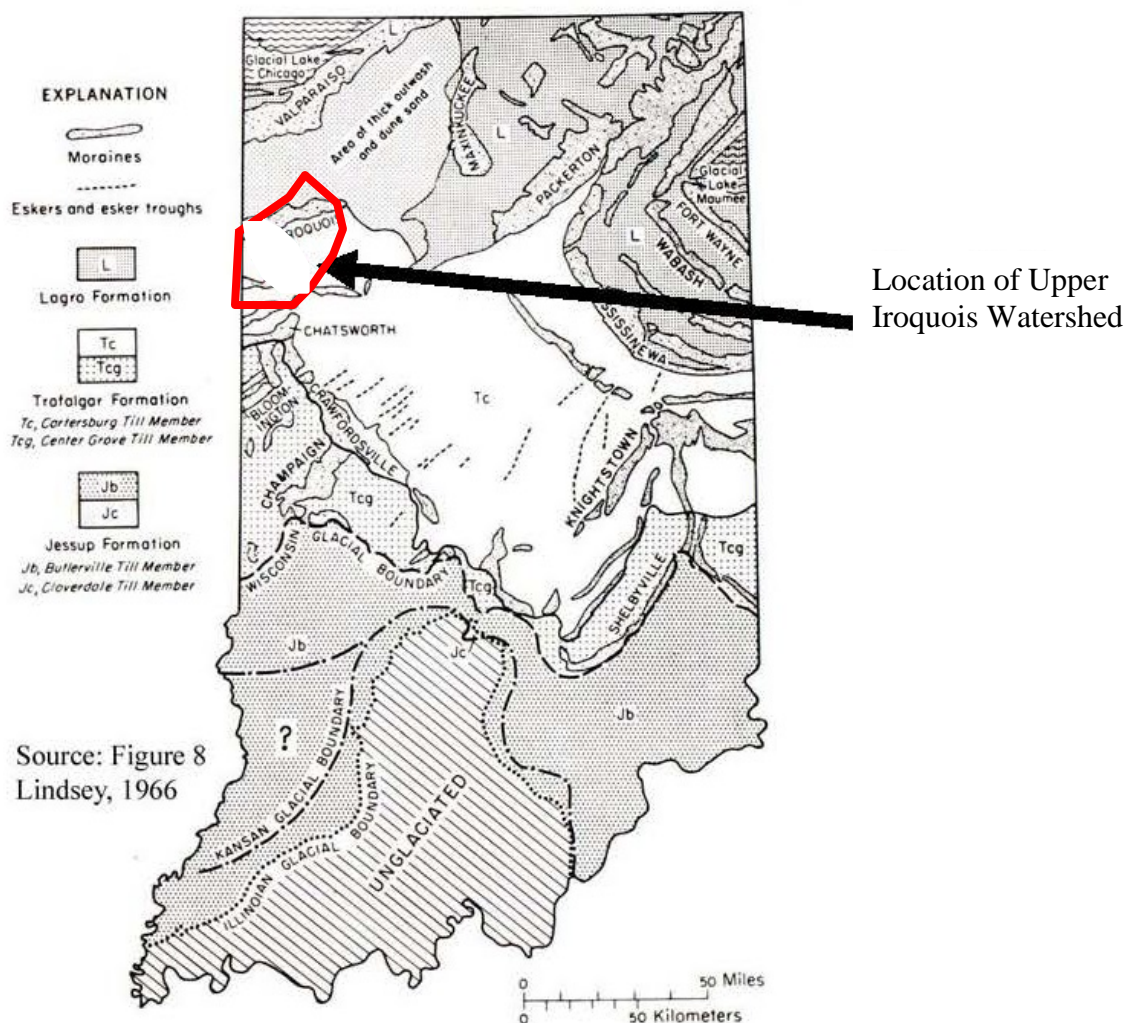 EXPLANATION
Moraines
Eskers and esker troughs
L
Lagro Formation
Tc
Tcg
Trafalgar Formation
Tc, Cartersburg Till Member
Tcg, Center Grove Till Member
Jb
Jc
Jessup Formation
Jb, Butlerville Till Member
Jc, Cloverdale Till Member
Source: Figure 8
Lindsey, 1966
Glacial Lake
Chicago
L
VALPARAISO
Area of thick outwash
and dune sand
MAXINKUCKEE
L
PACKERTON
Glacial
Lake
Maumee
FORT WAYNE
L
WABASH
ROQUOI
SSISSINEWA
CHATSWORTH
BLOOM-
INGTON
CRAWFORDSVILLE
CHAMPAIGN
Tc
Tcg
KNIGHTSTOWN
WISCONSIN GLACIAL BOUNDARY
Tcg
SHELBYVILLE
Tcg
Jb
Jc
Jb
?
KANSAN GLACIAL BOUNDARY
ILLINOIAN GLACIAL BOUNDARY
UNGLACIATED
0 50 Miles
0 50 Kilometers
Location of Upper
Iroquois Watershed